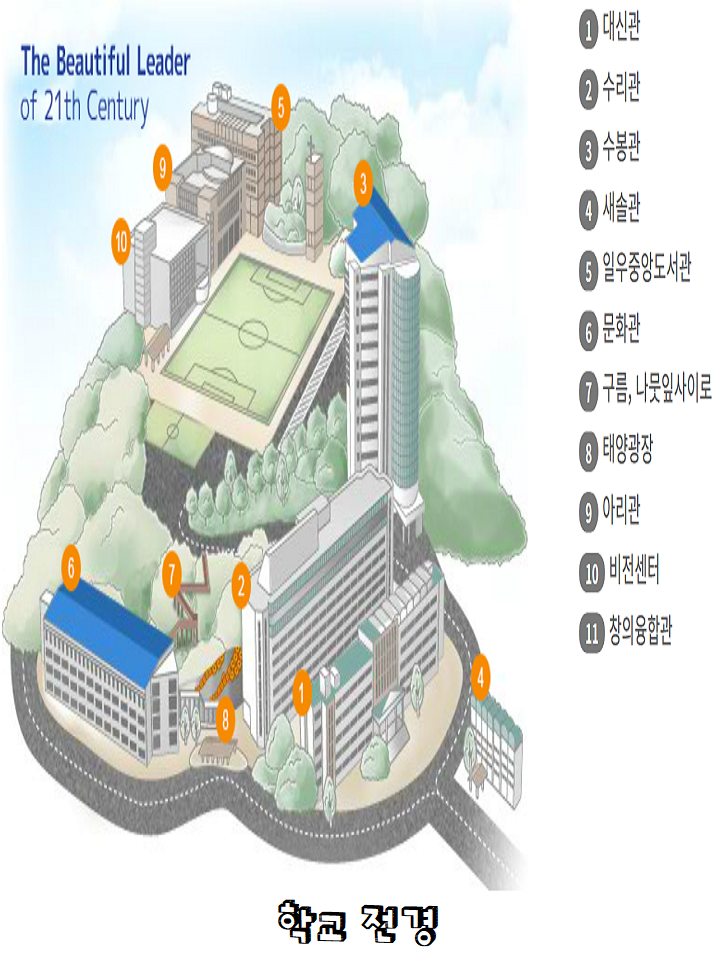 The Beautiful Leader
of 21th Century
5
9
3
10
6
7
2
1
4
8
1 대신관
2 수리관
3 수봉관
4 새솔관
5 일우중앙도서관
6 문화관
7 구름, 나뭇잎사이로
8 태양광장
9 아리관
10 비전센터
11 창의융합관
학교 전경